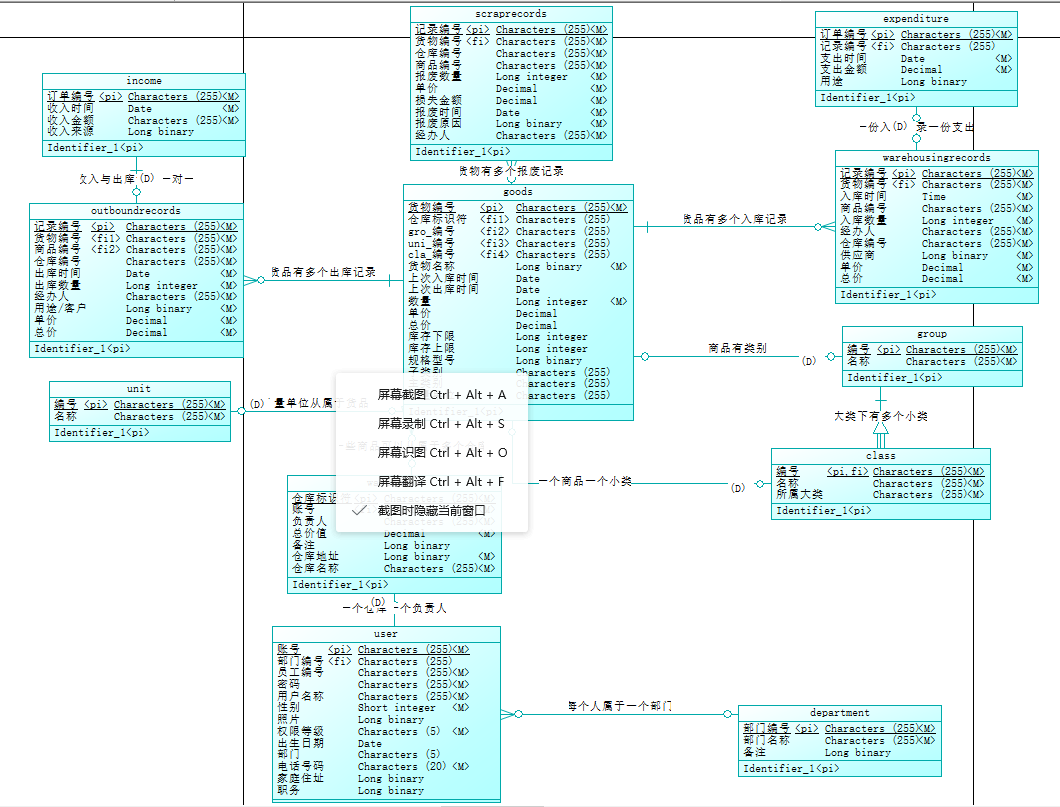 scraprecords
记录编号 <pi> Characters (255)<M>
货物编号 <fi> Characters (255)<M>
仓库编号 Characters (255)<M>
商品编号 Characters (255)<M>
报废数量 Long integer <M>
单价 Decimal <M>
损失金额 Decimal <M>
报废时间 Date <M>
报废原因 Long binary <M>
经办人 Characters (255)<M>
Identifier_1<pi>
expenditure
订单编号 <pi> Characters (255)<M>
记录编号 <fi> Characters (255)
支出时间 Date <M>
支出金额 Decimal <M>
用途 Long binary
Identifier_1<pi>
income
订单编号 <pi> Characters (255)<M>
收入时间 Date <M>
收入金额 Characters (255)<M>
收入来源 Long binary
Identifier_1<pi>
一份入(D) 录一份支出
货物有多个报废记录
收入与出库(D) 一对一
warehousingrecords
记录编号 <pi> Characters (255)<M>
货物编号 <fi> Characters (255)<M>
入库时间 Time <M>
商品编号 Characters (255)<M>
入库数量 Long integer <M>
经办人 Characters (255)<M>
仓库编号 Characters (255)<M>
供应商 Long binary <M>
单价 Decimal <M>
总价 Decimal <M>
Identifier_1<pi>
goods
货物编号 <pi> Characters (255)<M>
仓库标识符 <fi1> Characters (255)
gro_编号 <fi2> Characters (255)
uni_编号 <fi3> Characters (255)
cla_编号 <fi4> Characters (255)
货物名称 Long binary <M>
上次入库时间 Date
上次出库时间 Date
数量 Long integer <M>
单价 Decimal
总价 Decimal
库存下限 Long integer
库存上限 Long integer
规格型号 Long binary
子类别 Characters (255)
Characters (255)
Characters (255)
货品有多个入库记录
outboundrecords
记录编号 <pi> Characters (255)<M>
货物编号 <fi1> Characters (255)<M>
商品编号 <fi2> Characters (255)<M>
仓库编号 Characters (255)<M>
出库时间 Date <M>
出库数量 Long integer <M>
经办人 Characters (255)<M>
用途/客户 Long binary <M>
单价 Decimal <M>
总价 Decimal <M>
Identifier_1<pi>
货品有多个出库记录
商品有类别
(D)
group
编号 <pi> Characters (255)<M>
名称 Characters (255)<M>
Identifier_1<pi>
大类下有多个小类
unit
编号 <pi> Characters (255)<M>
名称 Characters (255)<M>
Identifier_1<pi>
(D) 量单位从属于货品
屏幕截图 Ctrl + Alt + A
屏幕录制 Ctrl + Alt + S
屏幕识图 Ctrl + Alt + O
屏幕翻译 Ctrl + Alt + F
截图时隐藏当前窗口
class
编号 <pi,fi> Characters (255)<M>
名称 Characters (255)<M>
所属大类 Characters (255)<M>
Identifier_1<pi>
一个商品一个小类
(D)
仓库标识符<pi> Characters (255)<M>
账号
负责人
总价值 Decimal <M>
备注 Long binary
仓库地址 Long binary <M>
仓库名称 Characters (255)<M>
Identifier_1<pi>
一个仓库(D) 一个负责人
user
账号 <pi> Characters (255)<M>
部门编号 <fi> Characters (255)
员工编号 Characters (255)<M>
密码 Characters (255)<M>
用户名称 Characters (255)<M>
性别 Short integer <M>
照片 Long binary
权限等级 Characters (5) <M>
出生日期 Date
部门 Characters (5)
电话号码 Characters (20) <M>
家庭住址 Long binary
职务 Long binary
每个人属于一个部门
department
部门编号 <pi> Characters (255)<M>
部门名称 Characters (255)<M>
备注 Long binary
Identifier_1<pi>